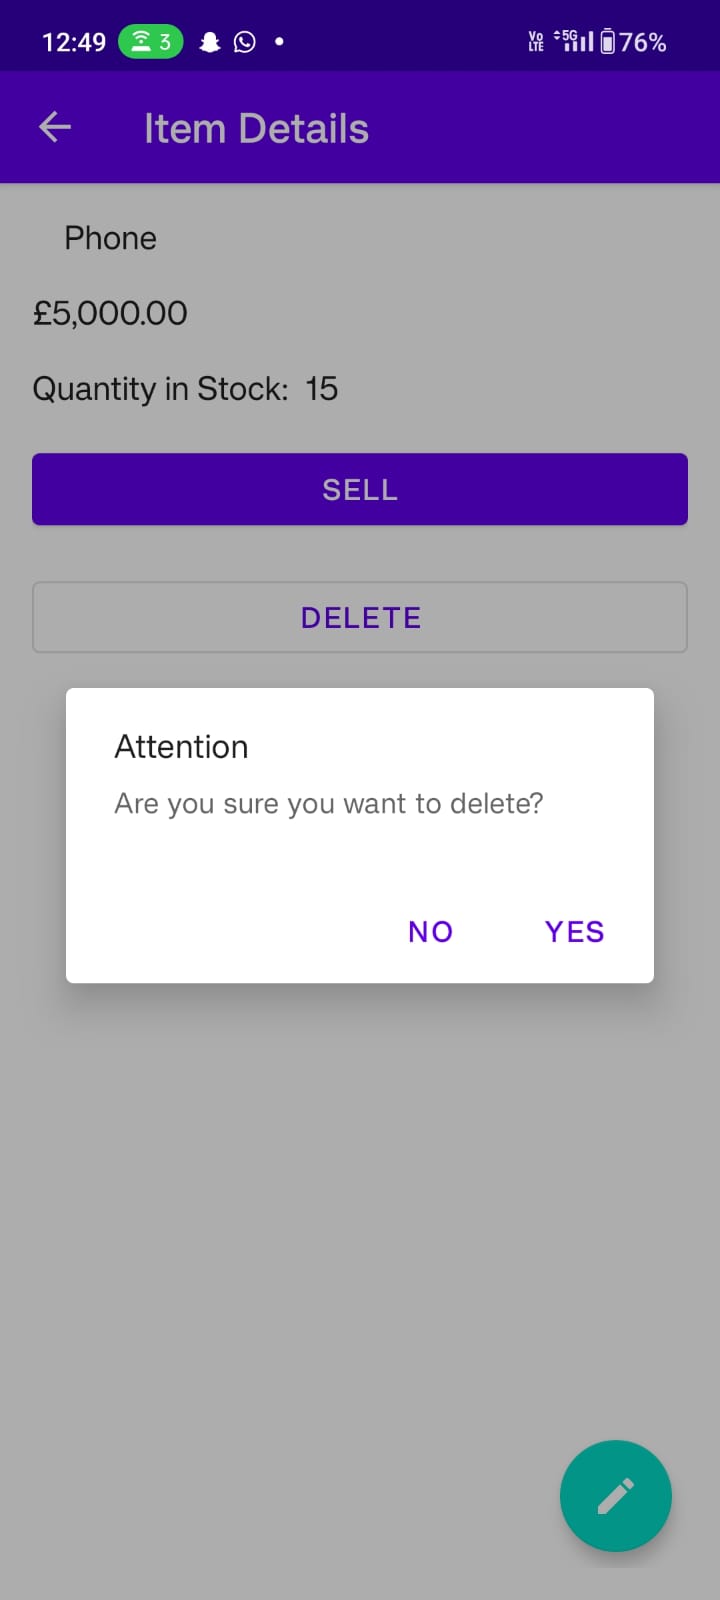 12:49 3 Vo LTE 5G 76%
Item Details
Phone
£5,000.00
Quantity in Stock: 15
SELL
DELETE
Attention
Are you sure you want to delete?
NO YES